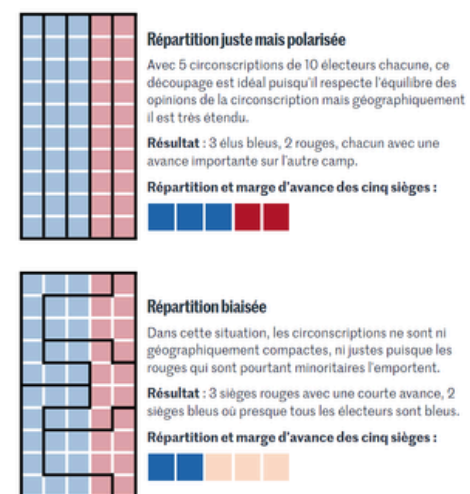 Répartition juste mais polarisée
Avec 5 circonscriptions de 10 électeurs chacune, ce
découpage est idéal puisqu'il respecte l'équilibre des
opinions de la circonscription mais géographiquement
il est très étendu.
Résultat : 3 élus bleus, 2 rouges, chacun avec une
avance importante sur l'autre camp.
Répartition et marge d'avance des cinq sièges :
Répartition biaisée
Dans cette situation, les circonscriptions ne sont ni
géographiquement compactes, ni justes puisque les
rouges qui sont pourtant minoritaires l'emportent.
Résultat : 3 sièges rouges avec une courte avance, 2
sièges bleus où presque tous les électeurs sont bleus.
Répartition et marge d'avance des cinq sièges :